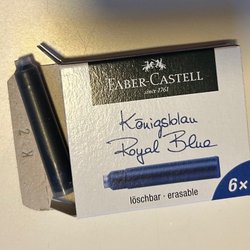 FABER-CASTELL
since 1761
Königsblau
Royal Blue
löschbar · erasable
6×